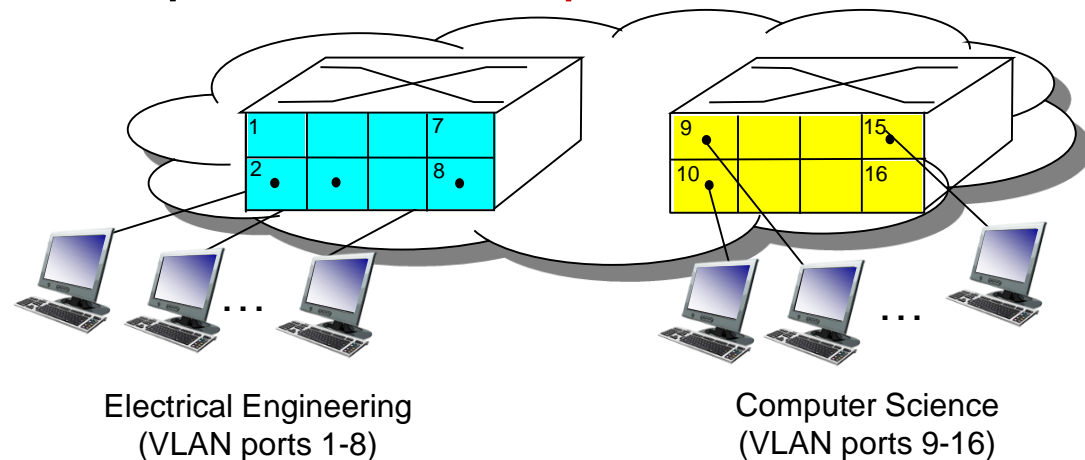 1 7
2 8
9 15
10 16
... ...
Electrical Engineering
(VLAN ports 1-8)
Computer Science
(VLAN ports 9-16)